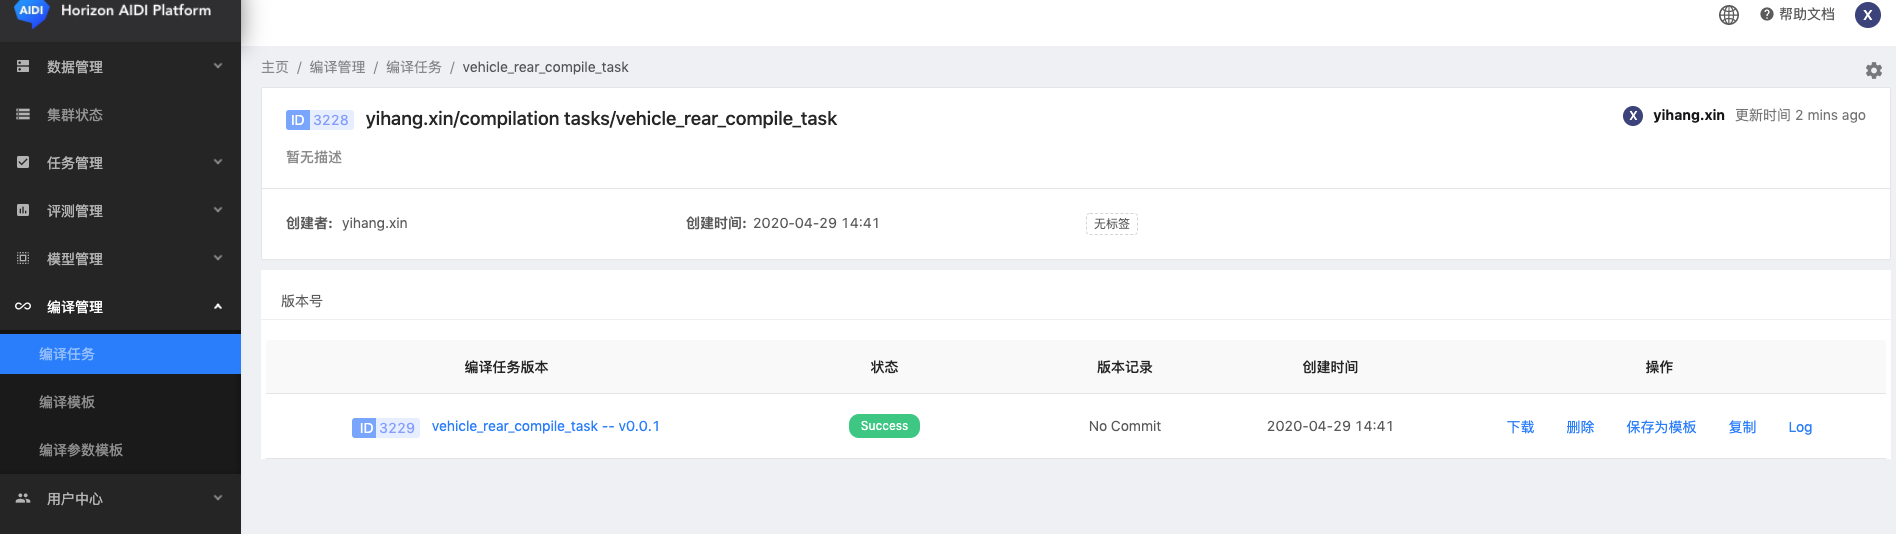 AIDI Horizon AIDI Platform
帮助文档 X
数据管理
集群状态
任务管理
评测管理
模型管理
编译管理
编译任务
编译模板
编译参数模板
用户中心
主页 / 编译管理 / 编译任务 / vehicle_rear_compile_task
ID 3228 yihang.xin/compilation tasks/vehicle_rear_compile_task
X yihang.xin 更新时间 2 mins ago
暂无描述
创建者: yihang.xin 创建时间: 2020-04-29 14:41 无标签
版本号
编译任务版本 状态 版本记录 创建时间 操作
ID 3229 vehicle_rear_compile_task -- v0.0.1 Success No Commit 2020-04-29 14:41 下载 删除 保存为模板 复制 Log